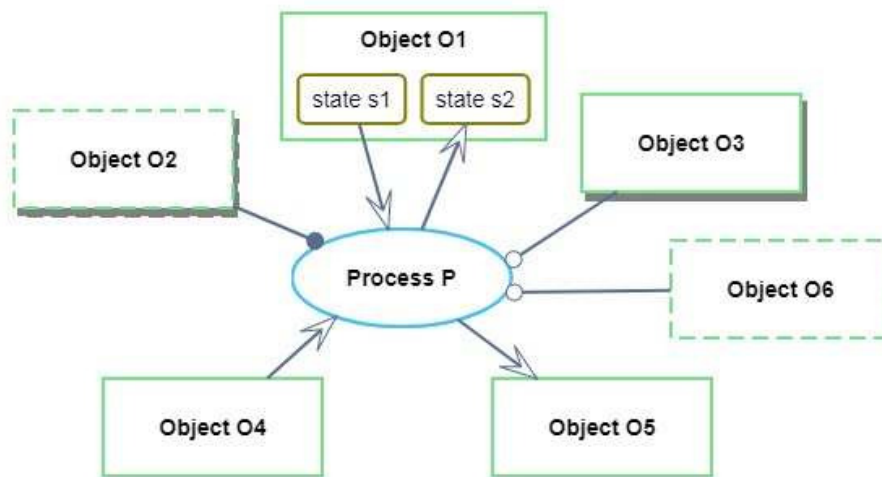 Object O1
state s1
state s2
Object O2
Object O3
Process P
Object O6
Object O4
Object O5